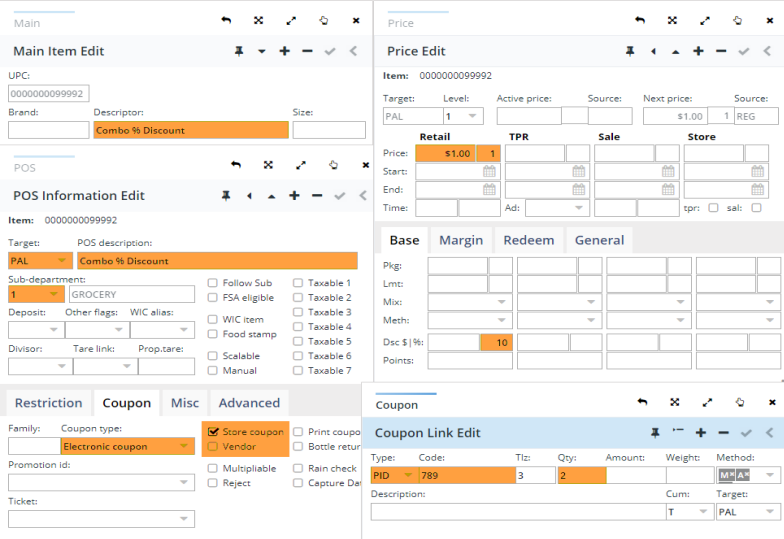 Main
Main Item Edit
UPC:
0000000099992
Brand: Descriptor: Size:
Combo % Discount
POS
POS Information Edit
Item: 0000000099992
Target: POS description:
PAL Combo % Discount
Sub-department:
1 GROCERY
Deposit: Other flags: WIC alias:
Divisor: Tare link: Prop.tare:
Follow Sub Taxable 1
FSA eligible Taxable 2
Taxable 3
WIC item Taxable 4
Food stamp Taxable 5
Scalable Taxable 6
Manual Taxable 7
Restriction Coupon Misc Advanced
Family: Coupon type:
Electronic coupon
Promotion id:
Ticket:
Store coupon Print coupo
Vendor Bottle retur
Multipliable Rain check
Reject Capture Da
Price
Price Edit
Item: 0000000099992
Target: Level: Active price: Source: Next price: Source:
PAL 1 $1.00 1 REG
Retail TPR Sale Store
Price: $1.00 1
Start:
End:
Time: Ad: tpr: sal:
Base Margin Redeem General
Pkg:
Lmt:
Mix:
Meth:
Dsc $|%: 10
Points:
Coupon
Coupon Link Edit
Type: Code: Tlz: Qty: Amount: Weight: Method:
PID 789 3 2 M A
Description: Cum: Target:
T PAL